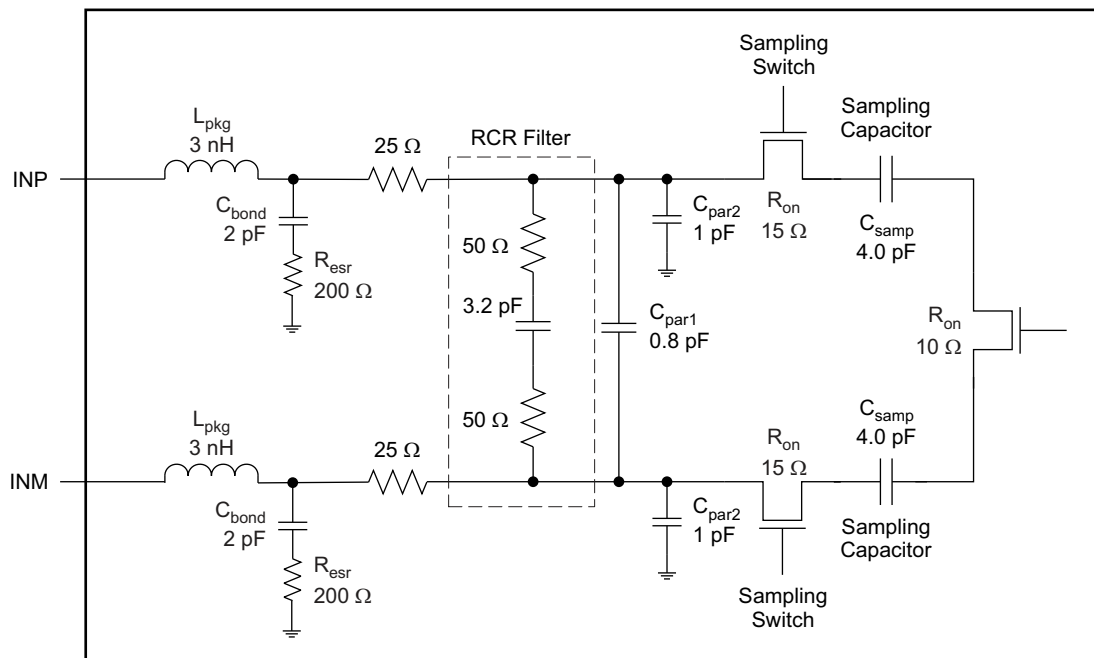 Sampling
Switch
Sampling
Capacitor
L_pkg
3 nH
25 Ω
RCR Filter
INP
C_bond
2 pF
R_esr
200 Ω
50 Ω
3.2 pF
50 Ω
C_par1
0.8 pF
C_par2
1 pF
R_on
15 Ω
C_samp
4.0 pF
R_on
10 Ω
L_pkg
3 nH
25 Ω
INM
C_bond
2 pF
R_esr
200 Ω
C_par2
1 pF
R_on
15 Ω
C_samp
4.0 pF
Sampling
Capacitor
Sampling
Switch